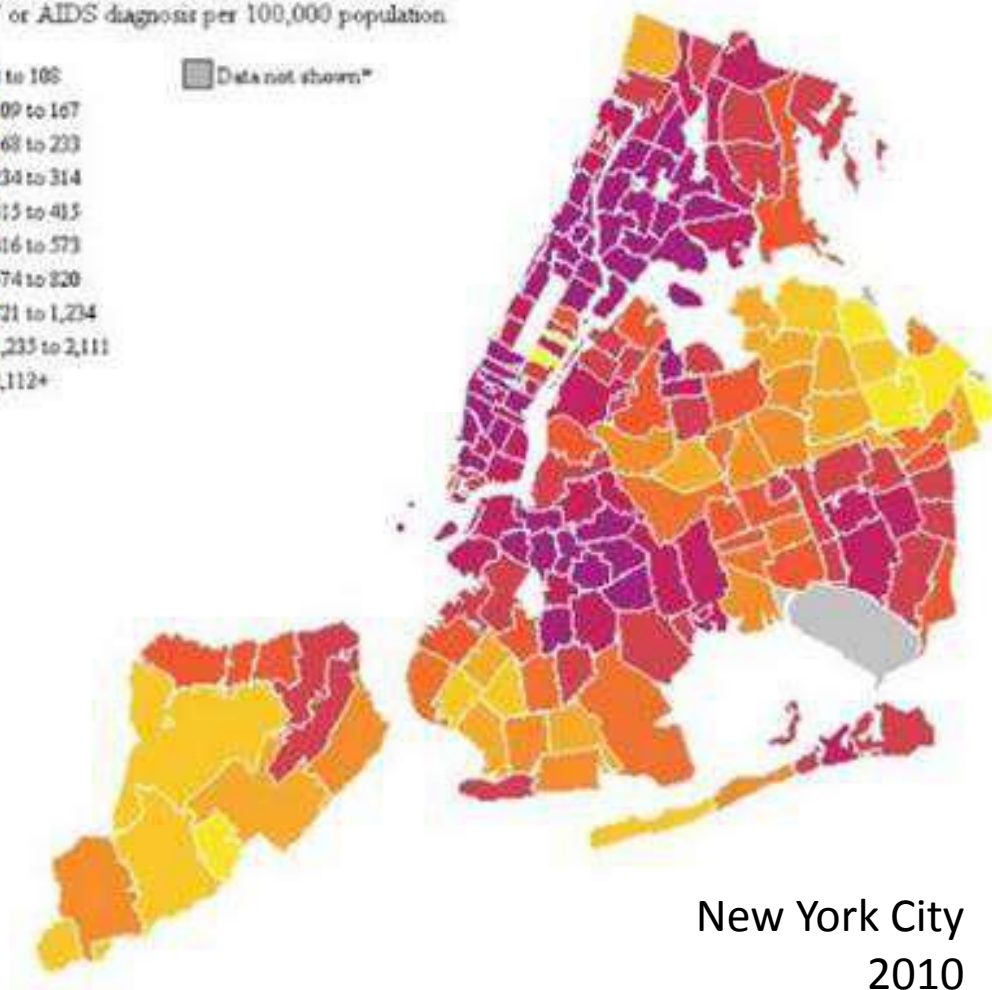 or AIDS diagnosis per 100,000 population
to 108
09 to 167
68 to 233
34 to 314
15 to 415
16 to 573
74 to 820
21 to 1,234
,235 to 2,111
,112+
Data not shown*
New York City
2010